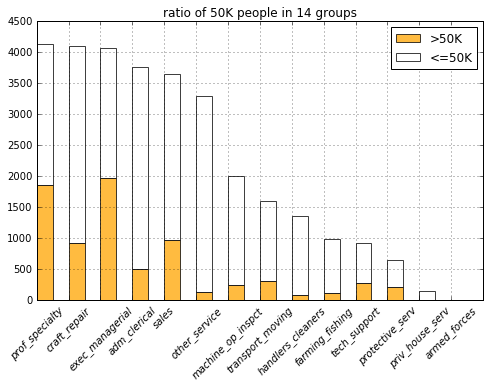 ratio of 50K people in 14 groups
>50K
<=50K
4500
4000
3500
3000
2500
2000
1500
1000
500
0
prof_specialty
craft_repair
exec_managerial
adm_clerical
sales
other_service
machine_op_inspct
transport_moving
handlers_cleaners
farming_fishing
tech_support
protective_serv
priv_house_serv
armed_forces